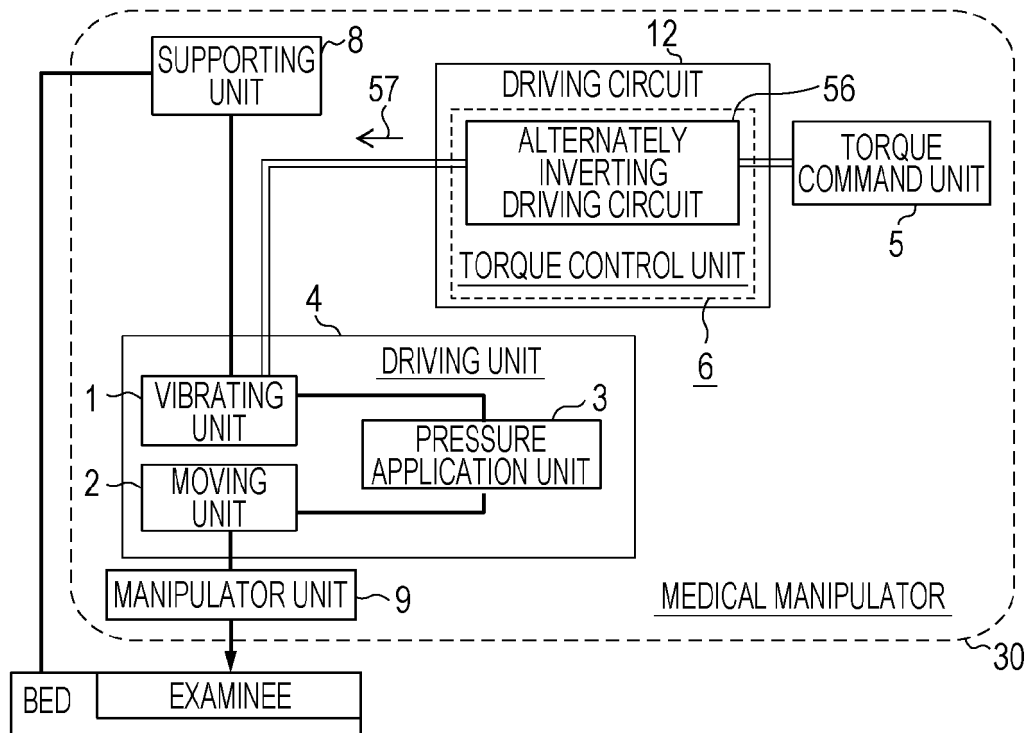 8
SUPPORTING
UNIT
57
12
DRIVING CIRCUIT
56
ALTERNATELY
INVERTING
DRIVING CIRCUIT
TORQUE CONTROL UNIT
6
TORQUE
COMMAND UNIT
5
4
DRIVING UNIT
1
VIBRATING
UNIT
3
PRESSURE
APPLICATION UNIT
2
MOVING
UNIT
MANIPULATOR UNIT
9
MEDICAL MANIPULATOR
30
BED
EXAMINEE